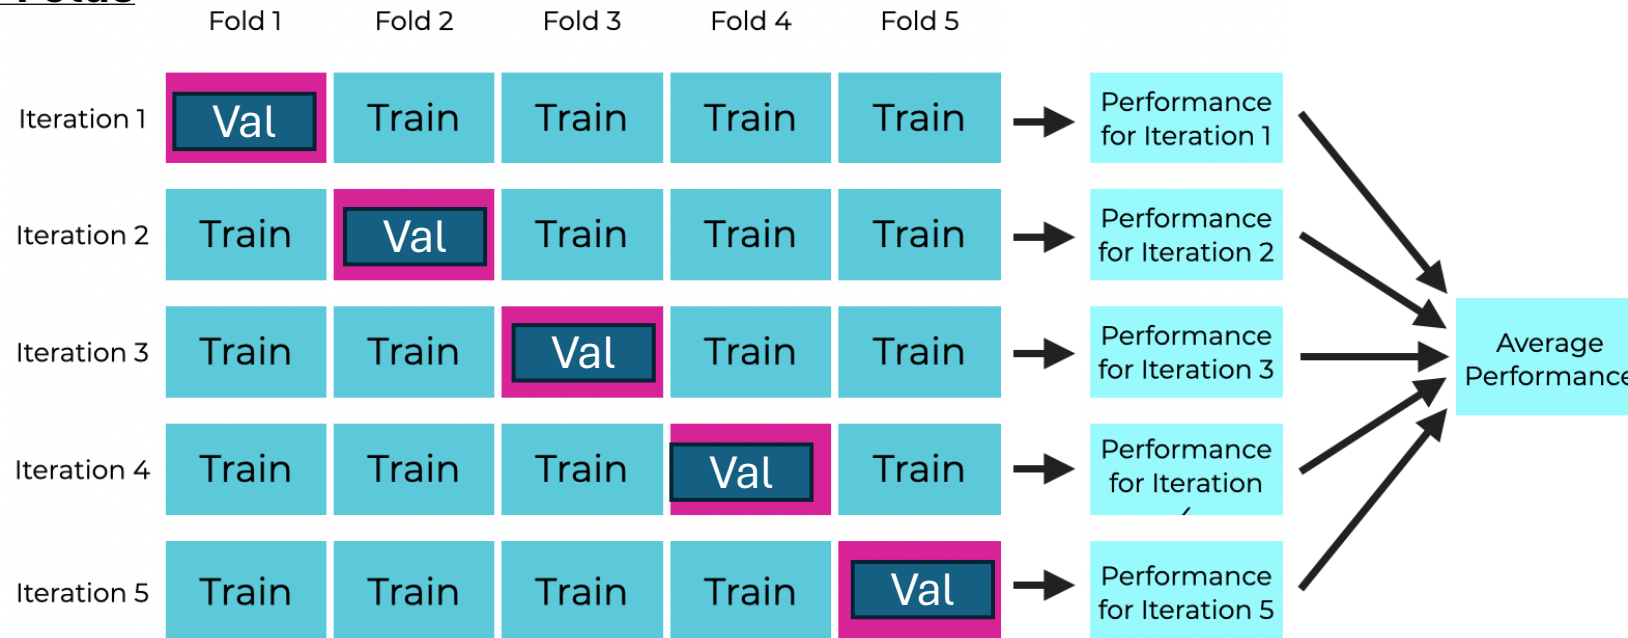 Folds
Fold 1 Fold 2 Fold 3 Fold 4 Fold 5
Iteration 1 Val Train Train Train Train Performance
for Iteration 1
Iteration 2 Train Val Train Train Train Performance
for Iteration 2
Iteration 3 Train Train Val Train Train Performance
for Iteration 3
Average
Performance
Iteration 4 Train Train Train Val Train Performance
for Iteration
Iteration 5 Train Train Train Train Val Performance
for Iteration 5